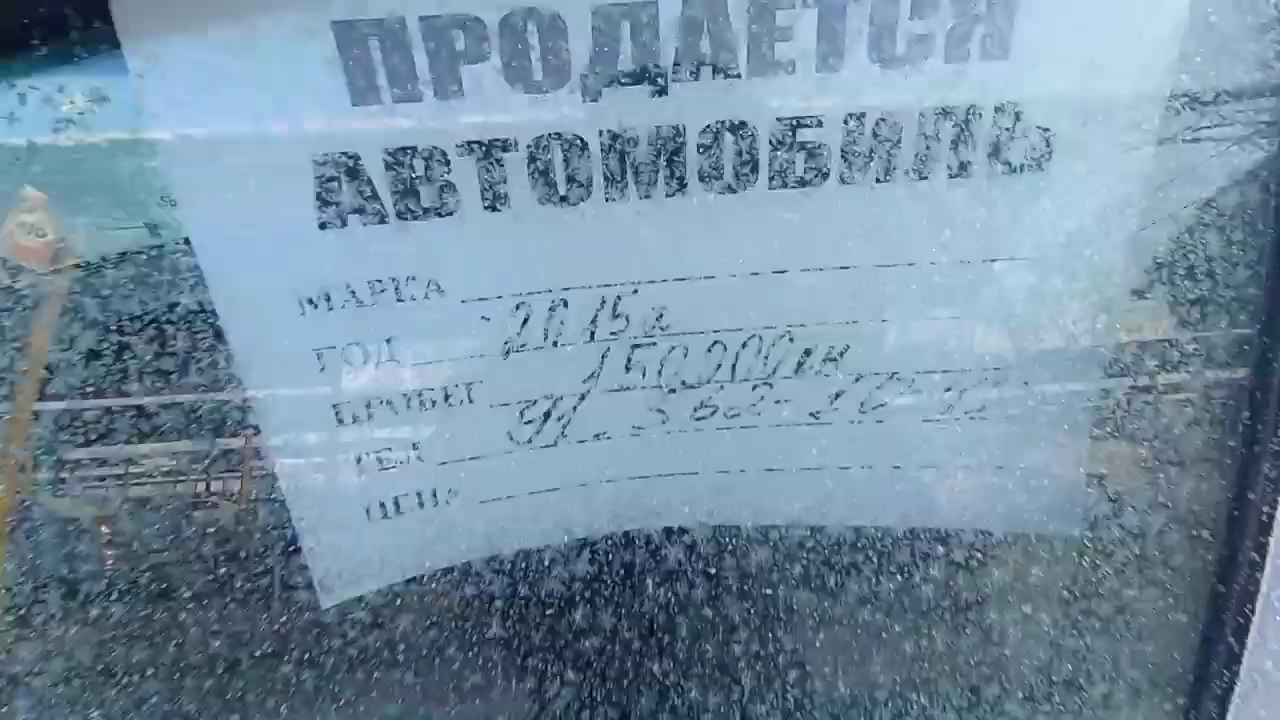 ПРОДАЕТСЯ
АВТОМОБИЛЬ
МАРКА
ГОД 2015г
ПРОБЕГ 150200км
ТЕЛ
ЦЕНА